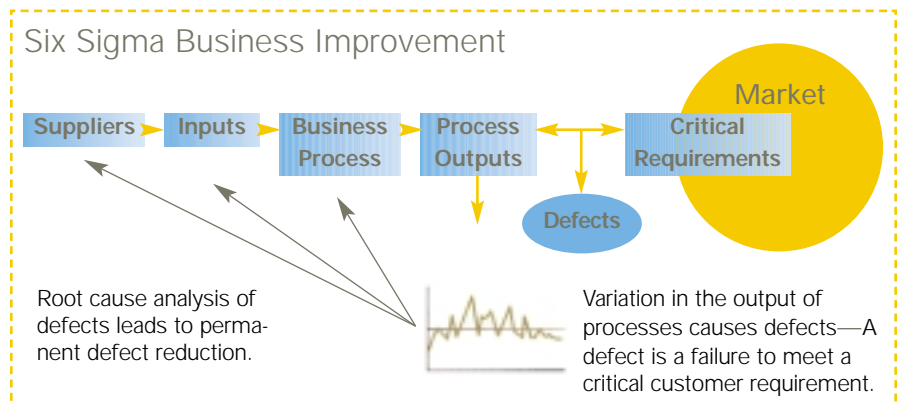 Six Sigma Business Improvement
Market
Suppliers
Inputs
Business
Process
Process
Outputs
Critical
Requirements
Defects
Root cause analysis of
defects leads to perma-
nent defect reduction.
Variation in the output of
processes causes defects—A
defect is a failure to meet a
critical customer requirement.